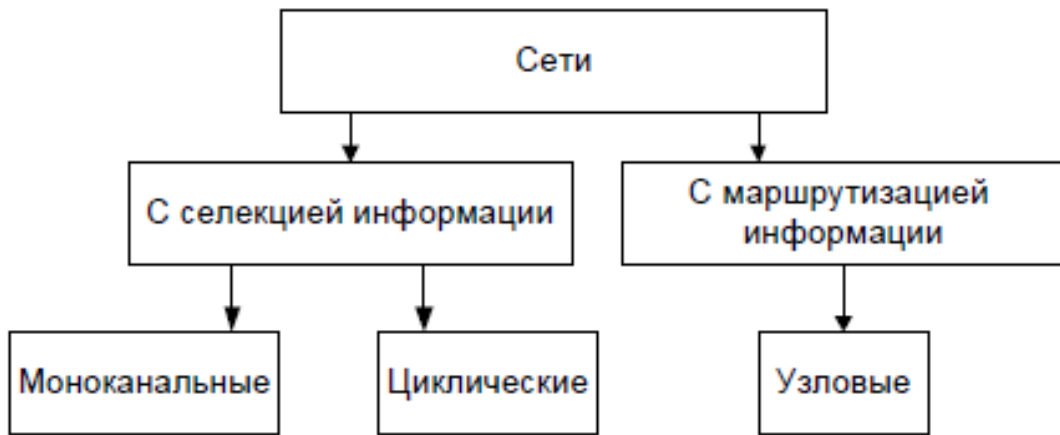 Сети
С селекцией информации
С маршрутизацией
информации
Моноканальные
Циклические
Узловые